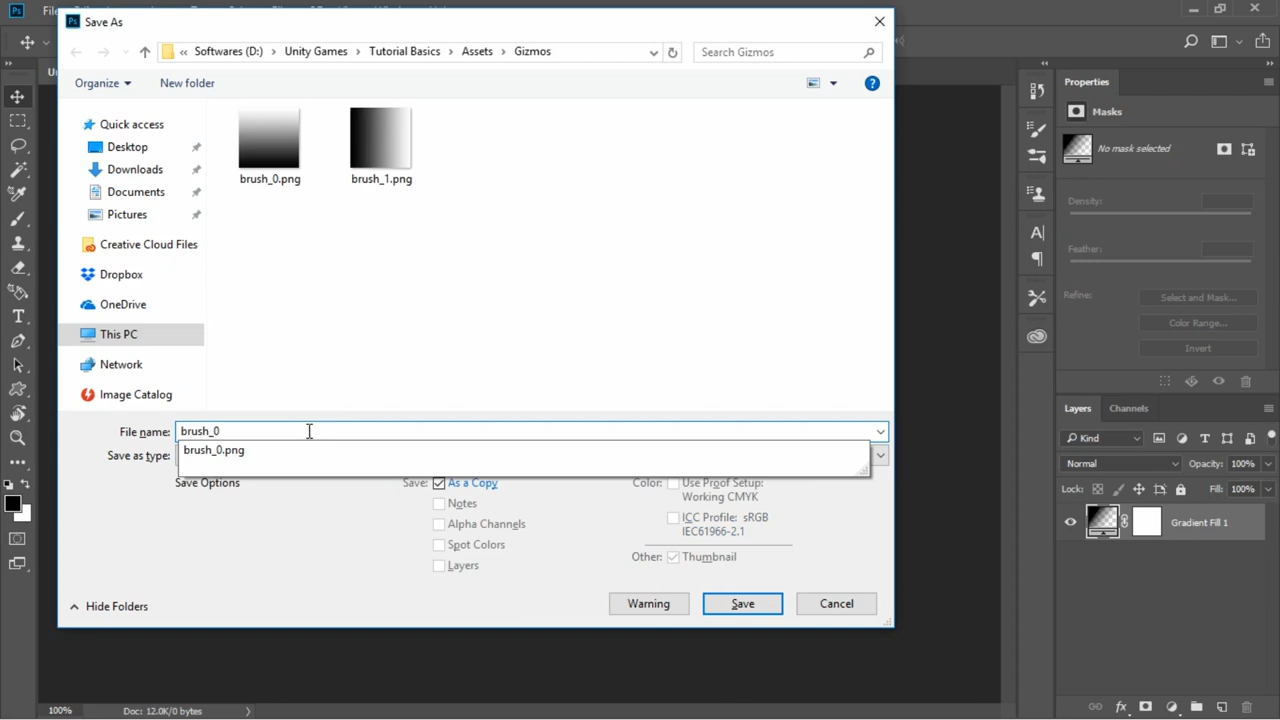 Ps
Fil
Save As
Softwares (D:) > Unity Games > Tutorial Basics > Assets > Gizmos
Search Gizmos
Organize
New folder
Quick access
Desktop
Downloads
Documents
Pictures
Creative Cloud Files
Dropbox
OneDrive
This PC
Network
Image Catalog
brush_0.png
brush_1.png
File name:
brush_0
brush_0.png
Save as type:
Save Options
Save:
As a Copy
Notes
Alpha Channels
Spot Colors
Layers
Color:
Use Proof Setup:
Working CMYK
ICC Profile: sRGB
IEC61966-2.1
Other:
Thumbnail
Hide Folders
Warning
Save
Cancel
100%
Doc: 12.0K/0 bytes
Properties
Masks
No mask selected
Density:
Feather:
Refine:
Select and Mask...
Color Range...
Invert
Layers
Channels
Kind
Normal
Opacity: 100%
Lock:
Fill: 100%
Gradient Fill 1